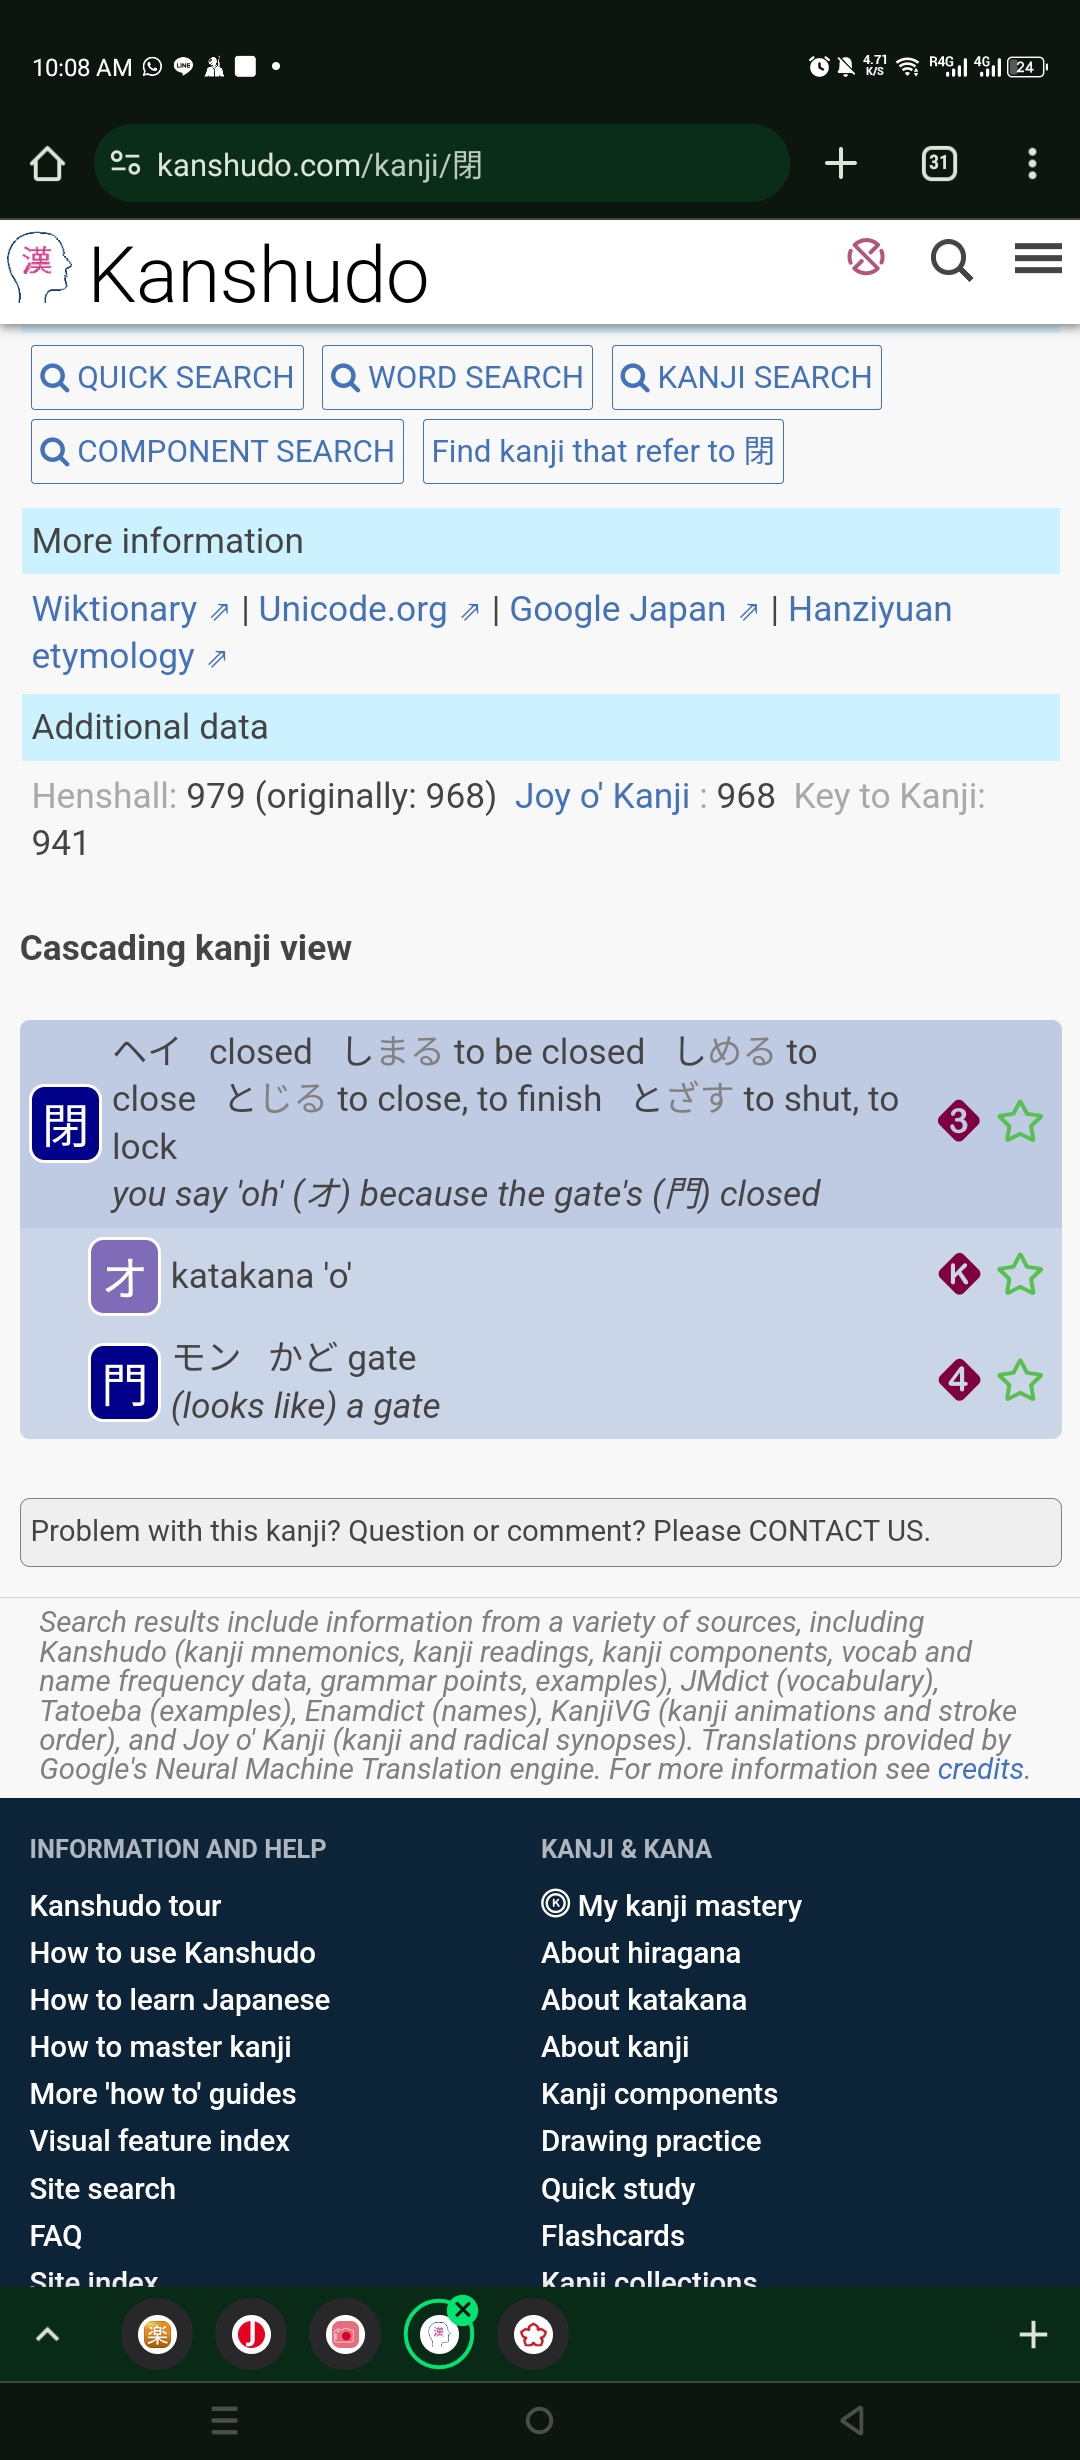 10:08 AM LINE 4.71 K/S R4G 4G 24
kanshudo.com/kanji/閉 31
漢 Kanshudo
QUICK SEARCH WORD SEARCH KANJI SEARCH
COMPONENT SEARCH Find kanji that refer to 閉
More information
Wiktionary ⇗ | Unicode.org ⇗ | Google Japan ⇗ | Hanziyuan
etymology ⇗
Additional data
Henshall: 979 (originally: 968) Joy o' Kanji : 968 Key to Kanji:
941
Cascading kanji view
ヘイ closed しまる to be closed しめる to
close とじる to close, to finish とざす to shut, to
閉 3
lock
you say 'oh' (オ) because the gate's (門) closed
オ katakana 'o' K
モン かど gate
門 4
(looks like) a gate
Problem with this kanji? Question or comment? Please CONTACT US.
Search results include information from a variety of sources, including
Kanshudo (kanji mnemonics, kanji readings, kanji components, vocab and
name frequency data, grammar points, examples), JMdict (vocabulary),
Tatoeba (examples), Enamdict (names), KanjiVG (kanji animations and stroke
order), and Joy o' Kanji (kanji and radical synopses). Translations provided by
Google's Neural Machine Translation engine. For more information see credits.
INFORMATION AND HELP
Kanshudo tour
How to use Kanshudo
How to learn Japanese
How to master kanji
More 'how to' guides
Visual feature index
Site search
FAQ
Site index
KANJI & KANA
K My kanji mastery
About hiragana
About katakana
About kanji
Kanji components
Drawing practice
Quick study
Flashcards
Kanji collections
楽 J 漢